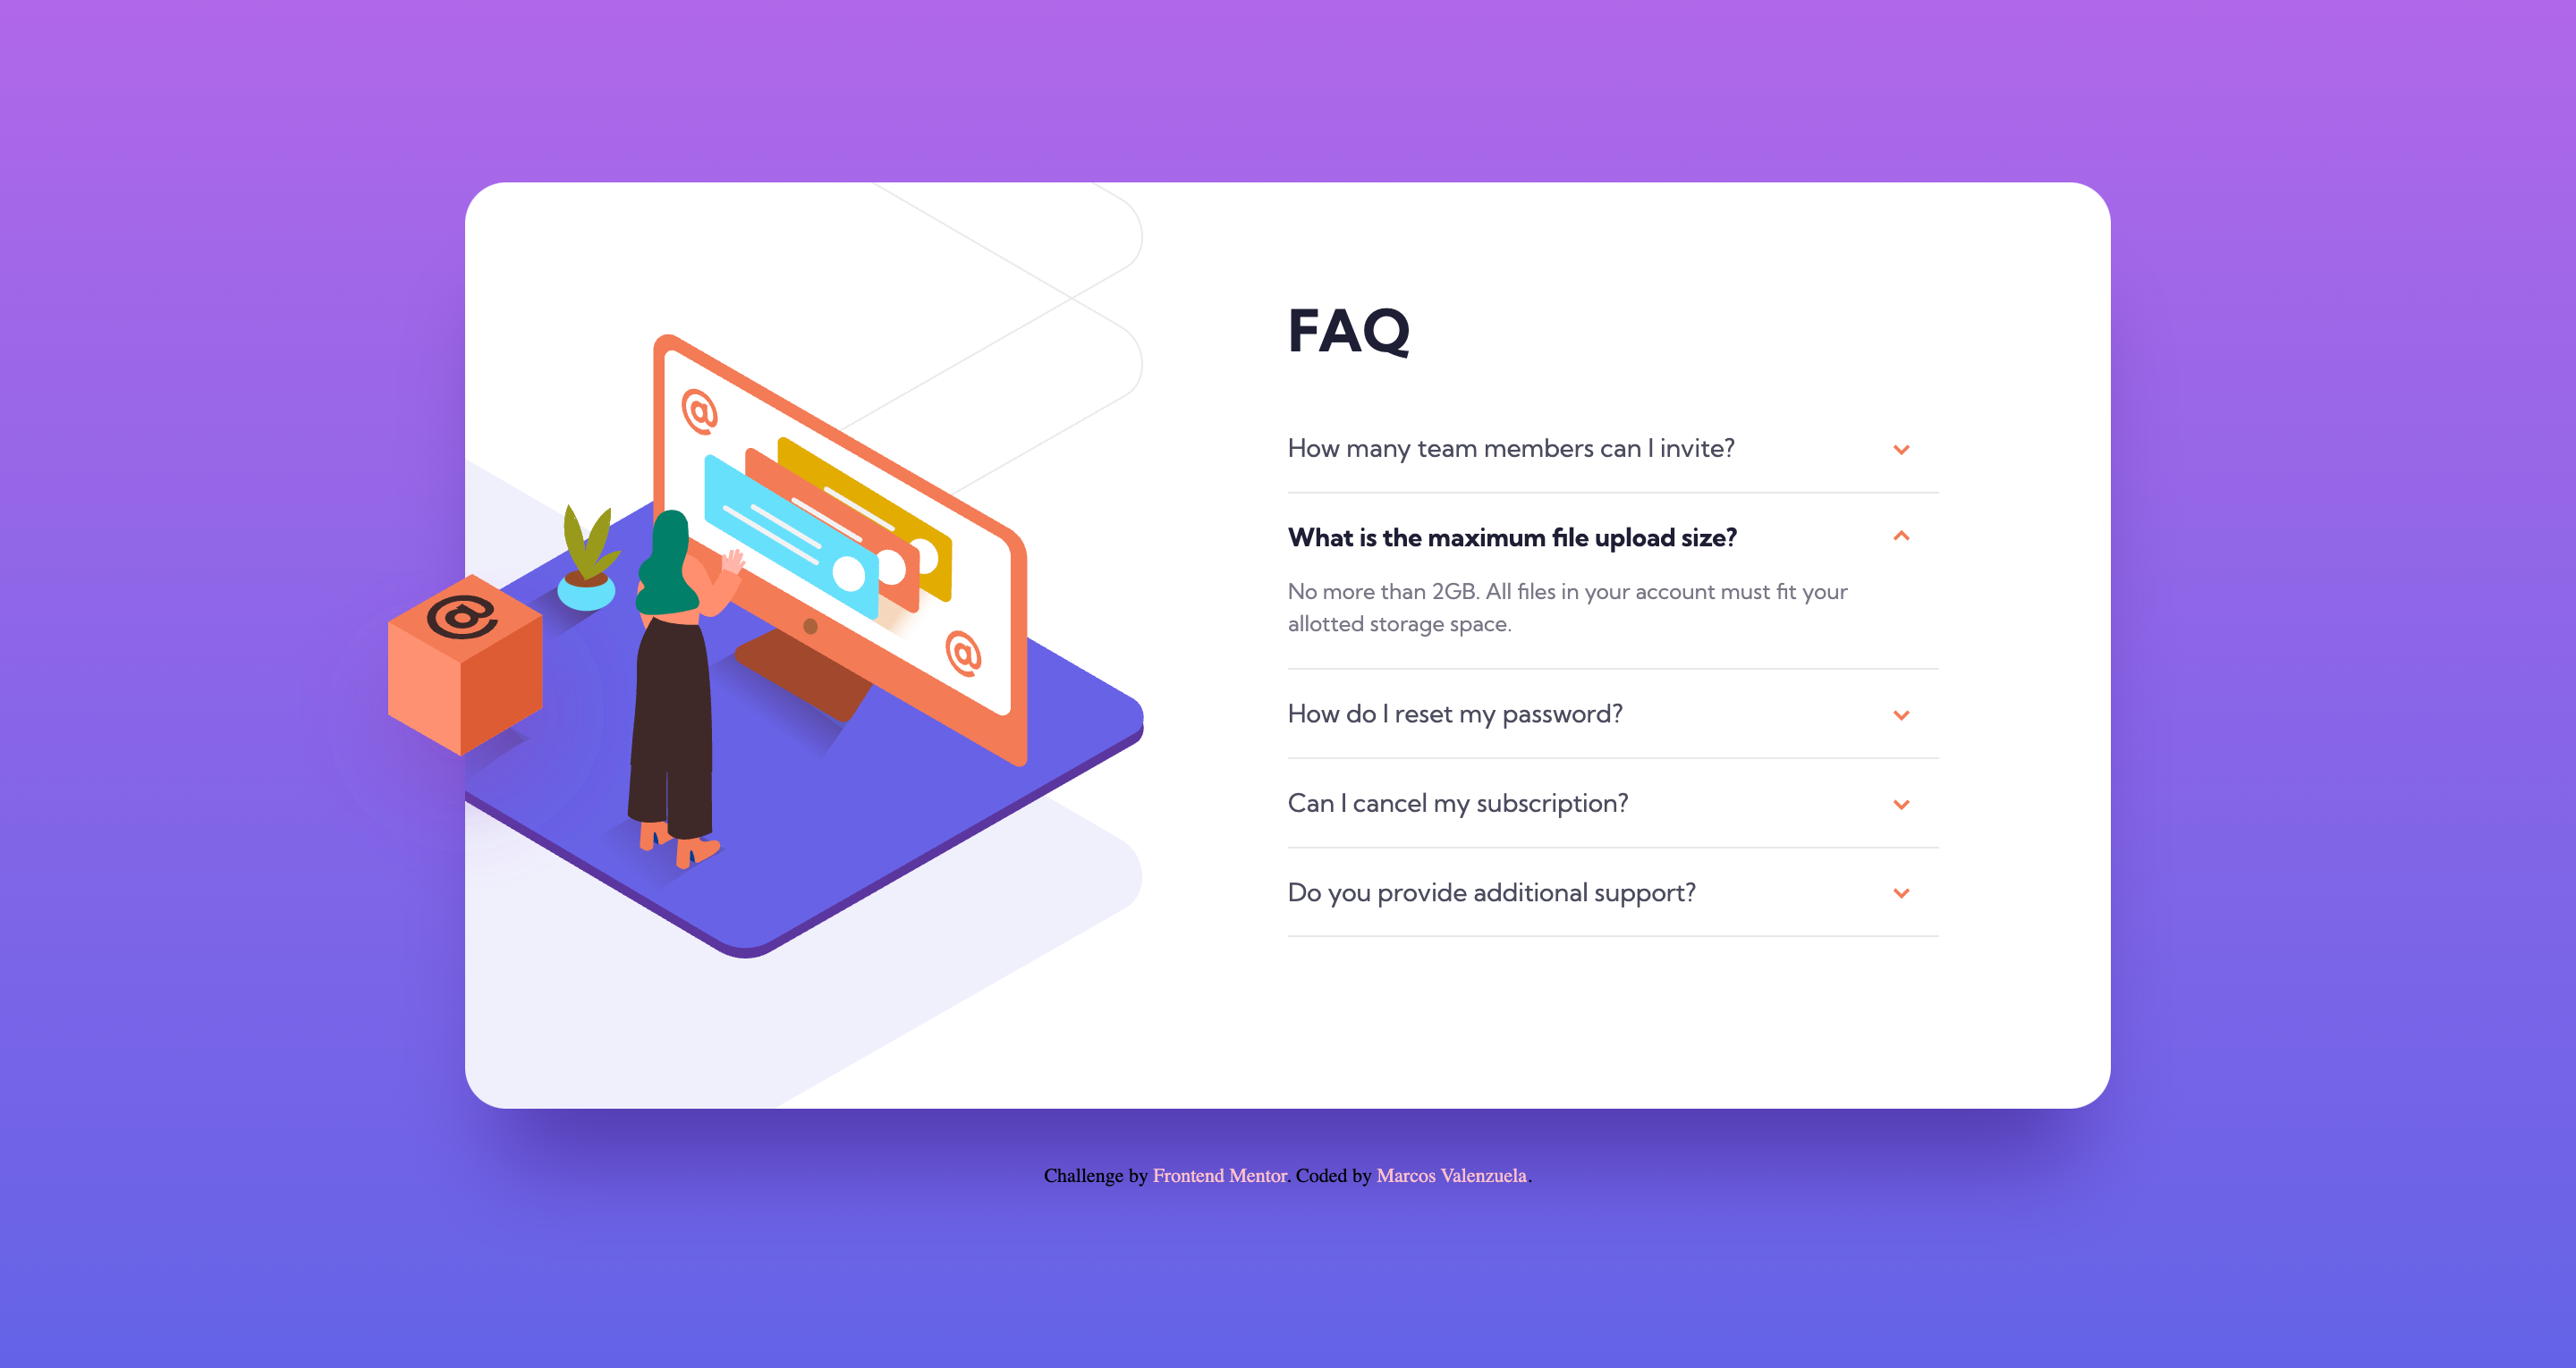 FAQ
How many team members can I invite?
What is the maximum file upload size?
No more than 2GB. All files in your account must fit your
allotted storage space.
How do I reset my password?
Can I cancel my subscription?
Do you provide additional support?
@
@
@
Challenge by Frontend Mentor. Coded by Marcos Valenzuela.